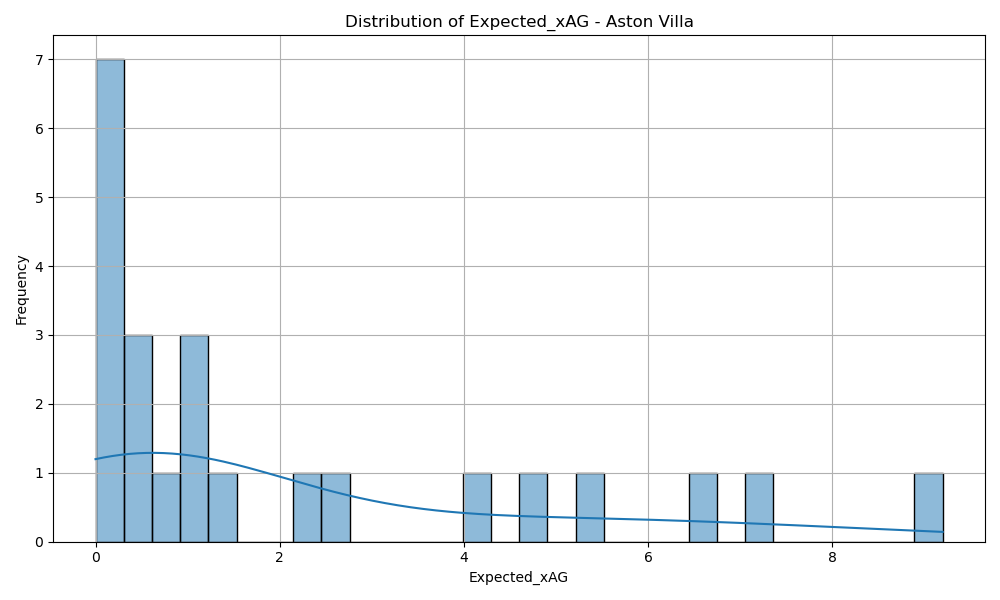 Distribution of Expected_xAG - Aston Villa
Frequency
7
6
5
4
3
2
1
0
0 2 4 6 8
Expected_xAG